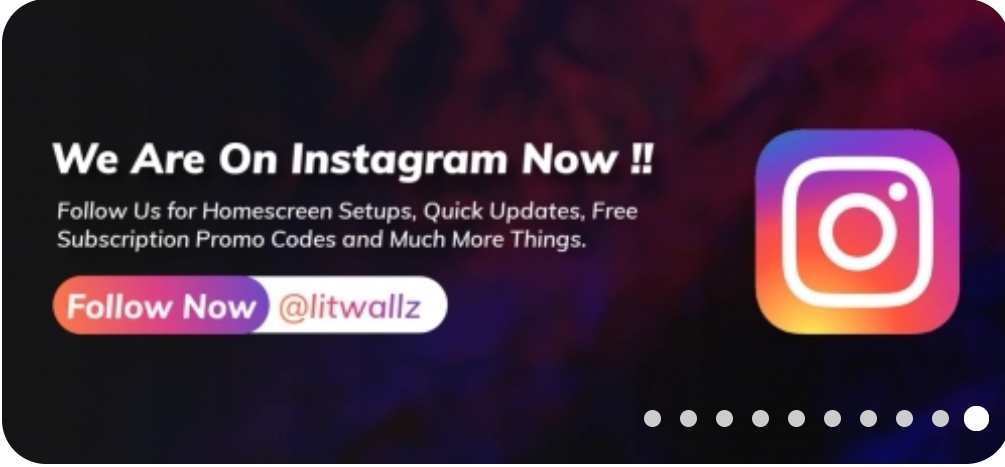 We Are On Instagram Now !!
Follow Us for Homescreen Setups, Quick Updates, Free
Subscription Promo Codes and Much More Things.
Follow Now @litwallz